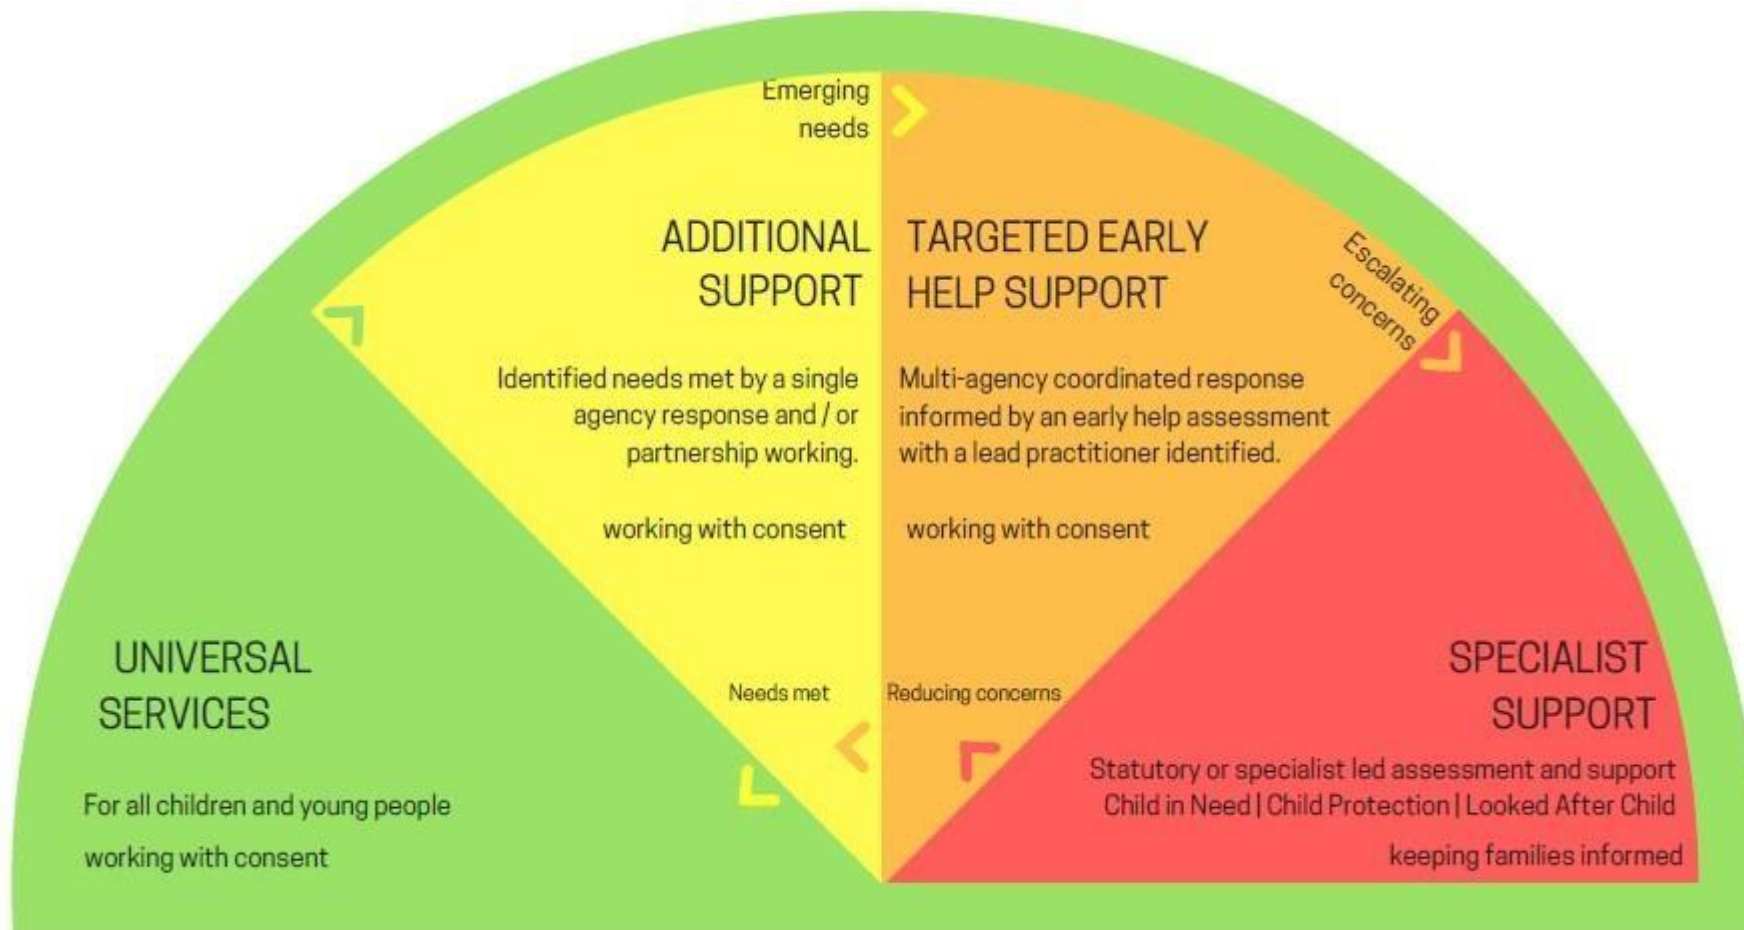 UNIVERSAL
SERVICES
For all children and young people
working with consent
Emerging
needs
ADDITIONAL
SUPPORT
Identified needs met by a single
agency response and / or
partnership working.
working with consent
Needs met
TARGETED EARLY
HELP SUPPORT
Multi-agency coordinated response
informed by an early help assessment
with a lead practitioner identified.
working with consent
Reducing concerns
Escalating
concerns
SPECIALIST
SUPPORT
Statutory or specialist led assessment and support
Child in Need | Child Protection | Looked After Child
keeping families informed